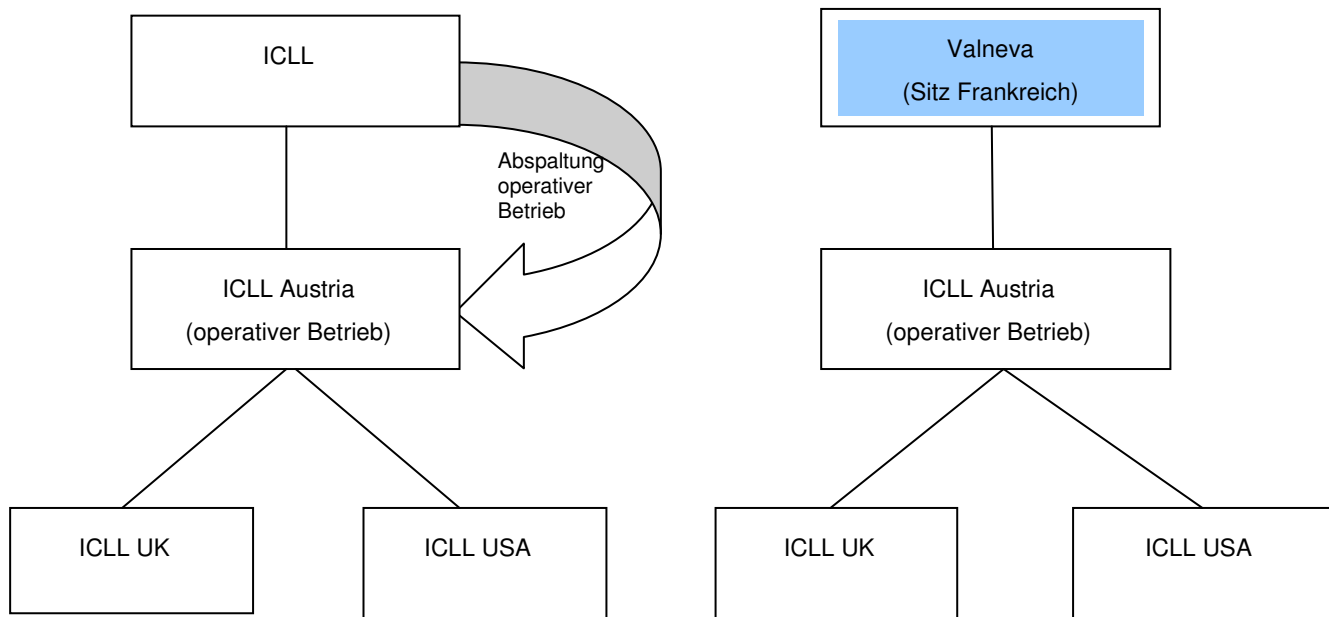 ICLL
Abspaltung
operativer
Betrieb
ICLL Austria
(operativer Betrieb)
ICLL UK
ICLL USA
Valneva
(Sitz Frankreich)
ICLL Austria
(operativer Betrieb)
ICLL UK
ICLL USA